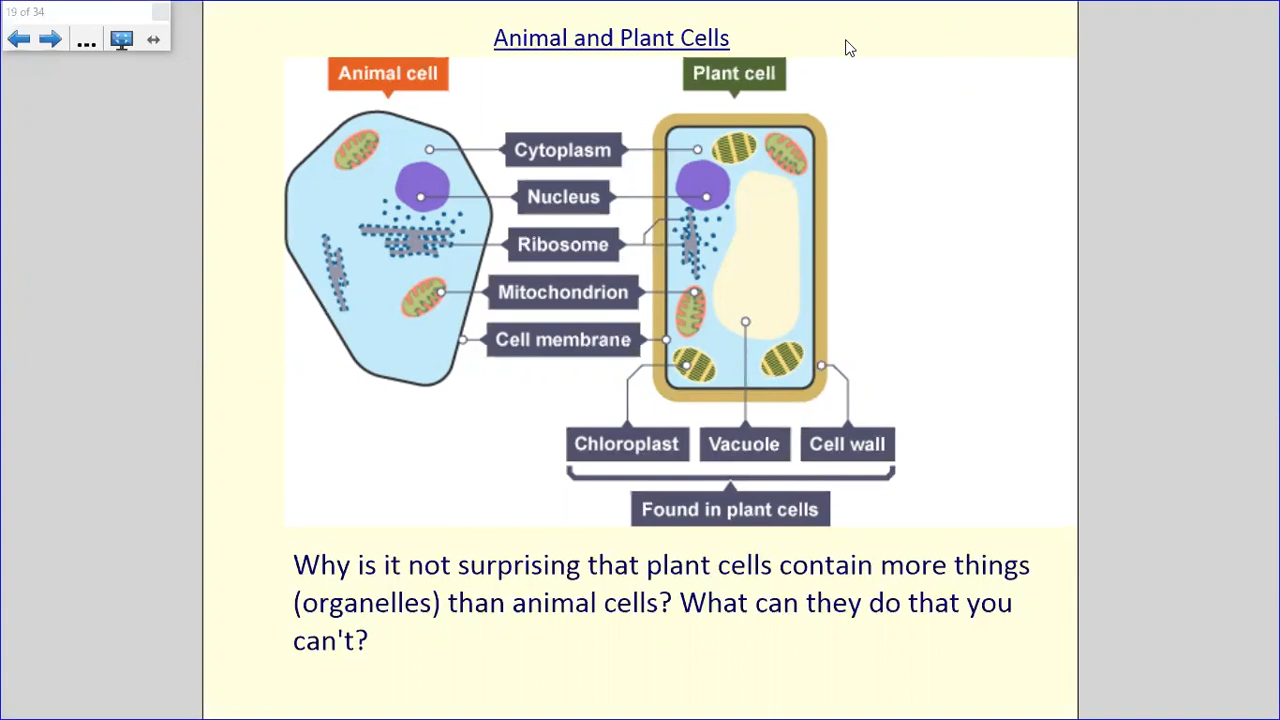 19 of 34
Animal and Plant Cells
Animal cell
Plant cell
Cytoplasm
Nucleus
Ribosome
Mitochondrion
Cell membrane
Chloroplast
Vacuole
Cell wall
Found in plant cells
Why is it not surprising that plant cells contain more things
(organelles) than animal cells? What can they do that you
can't?